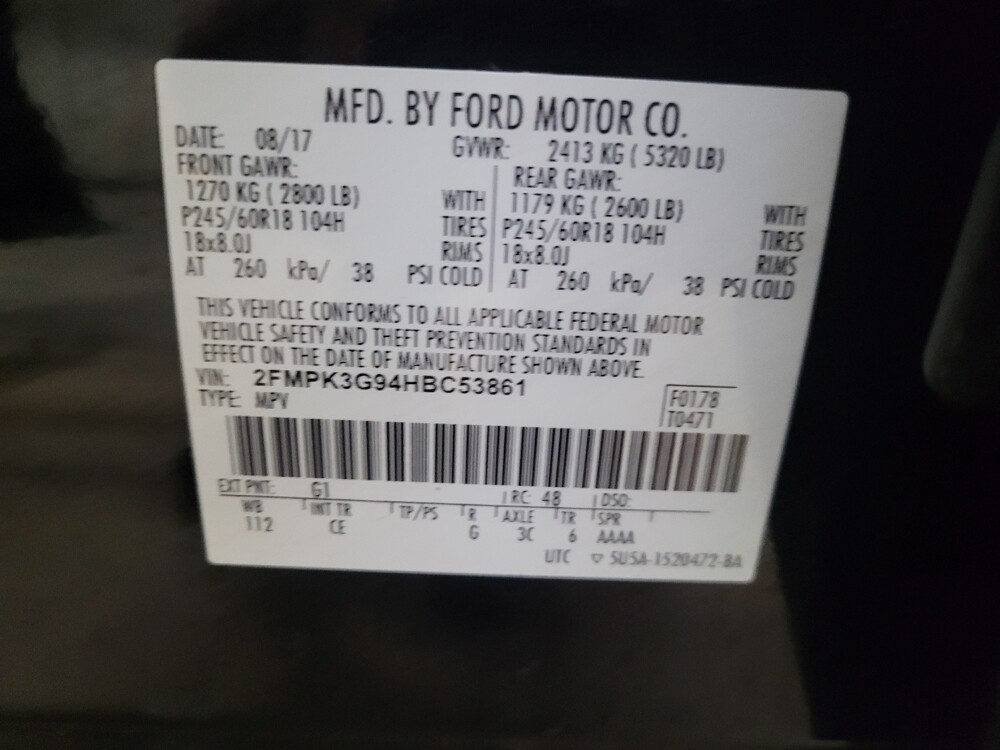 MFD. BY FORD MOTOR CO.
DATE: 08/17 GVWR: 2413 KG ( 5320 LB)
FRONT GAWR: REAR GAWR:
1270 KG ( 2800 LB) WITH 1179 KG ( 2600 LB) WITH
P245/60R18 104H TIRES P245/60R18 104H TIRES
18x8.0J RIMS 18x8.0J RIMS
AT 260 kPa/ 38 PSI COLD AT 260 kPa/ 38 PSI COLD
THIS VEHICLE CONFORMS TO ALL APPLICABLE FEDERAL MOTOR
VEHICLE SAFETY AND THEFT PREVENTION STANDARDS IN
EFFECT ON THE DATE OF MANUFACTURE SHOWN ABOVE.
VIN: 2FMPK3G94HBC53861
TYPE: MPV
F0178
T0471
EXT PNT: G1 RC: 48 DSO:
WB INT TR TP/PS R AXLE TR SPR
112 CE G 3C 6 AAAA
UTC ▽ 5U5A-1520472-BA